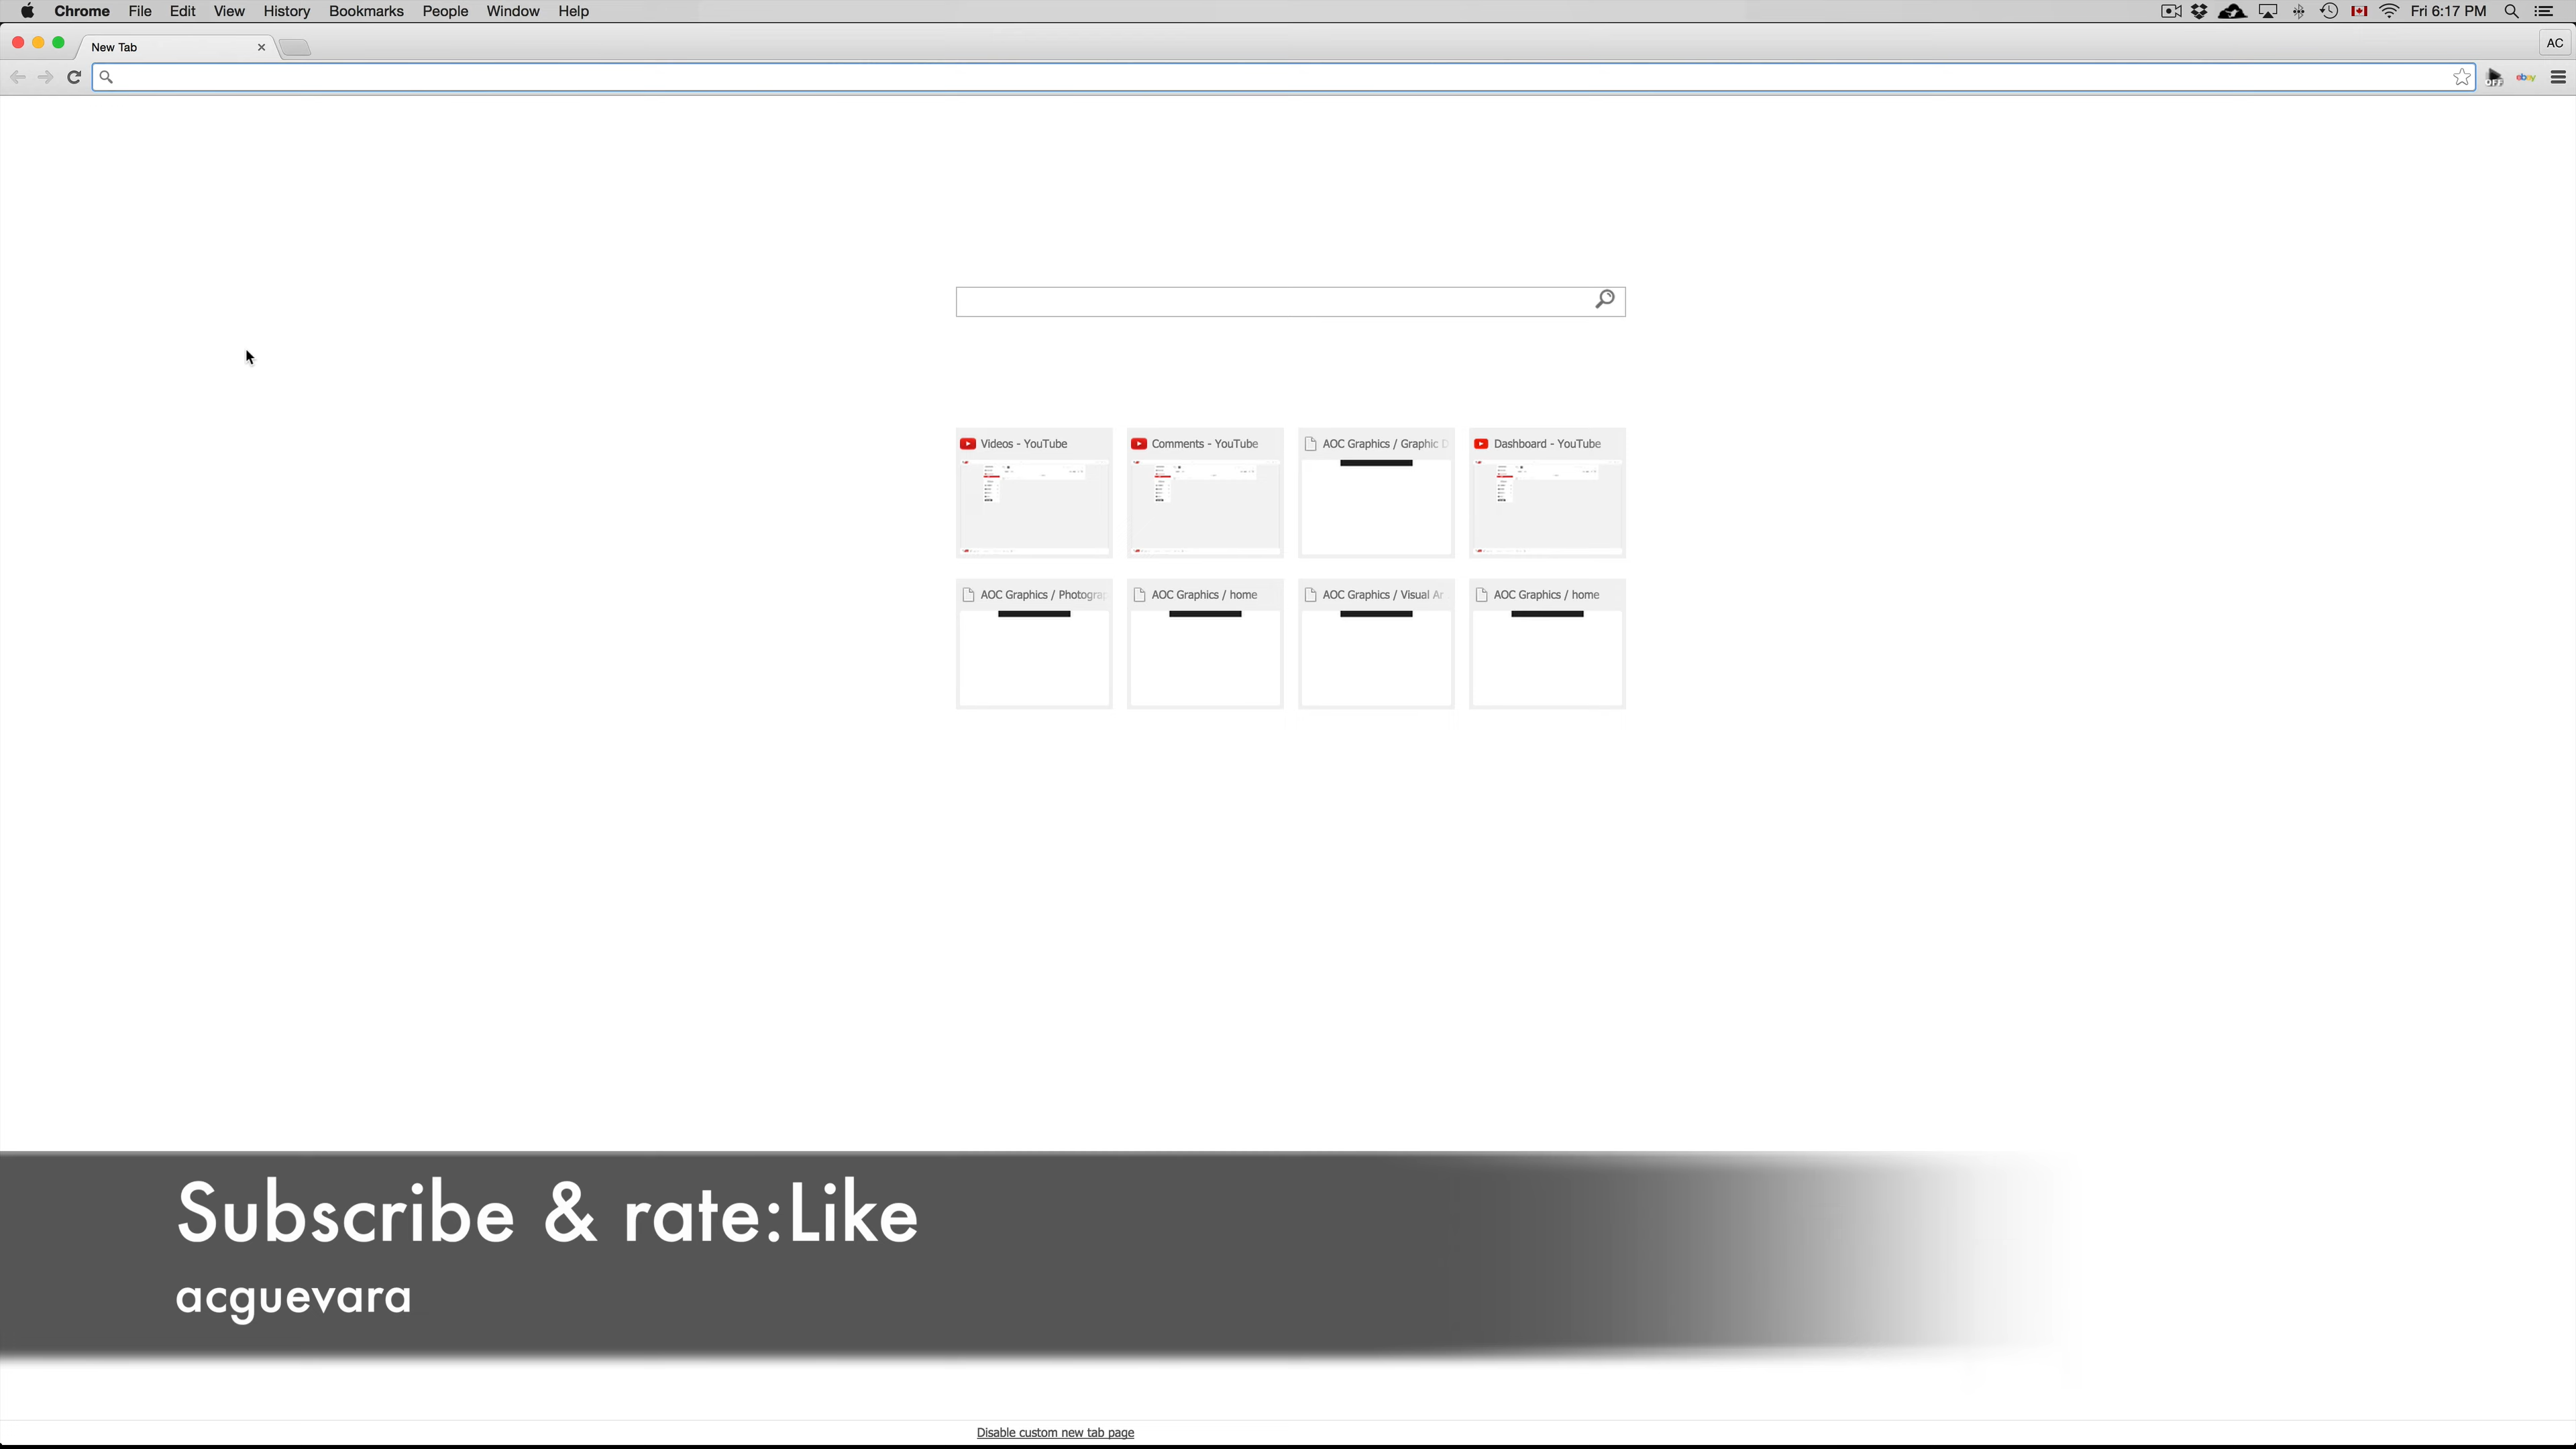 Chrome File Edit View History Bookmarks People Window Help Fri 6:17 PM
New Tab AC
OFF ebay
Videos - YouTube Comments - YouTube AOC Graphics / Graphic D Dashboard - YouTube
AOC Graphics / Photogra AOC Graphics / home AOC Graphics / Visual Ar AOC Graphics / home
Subscribe & rate:Like
acguevara
Disable custom new tab page